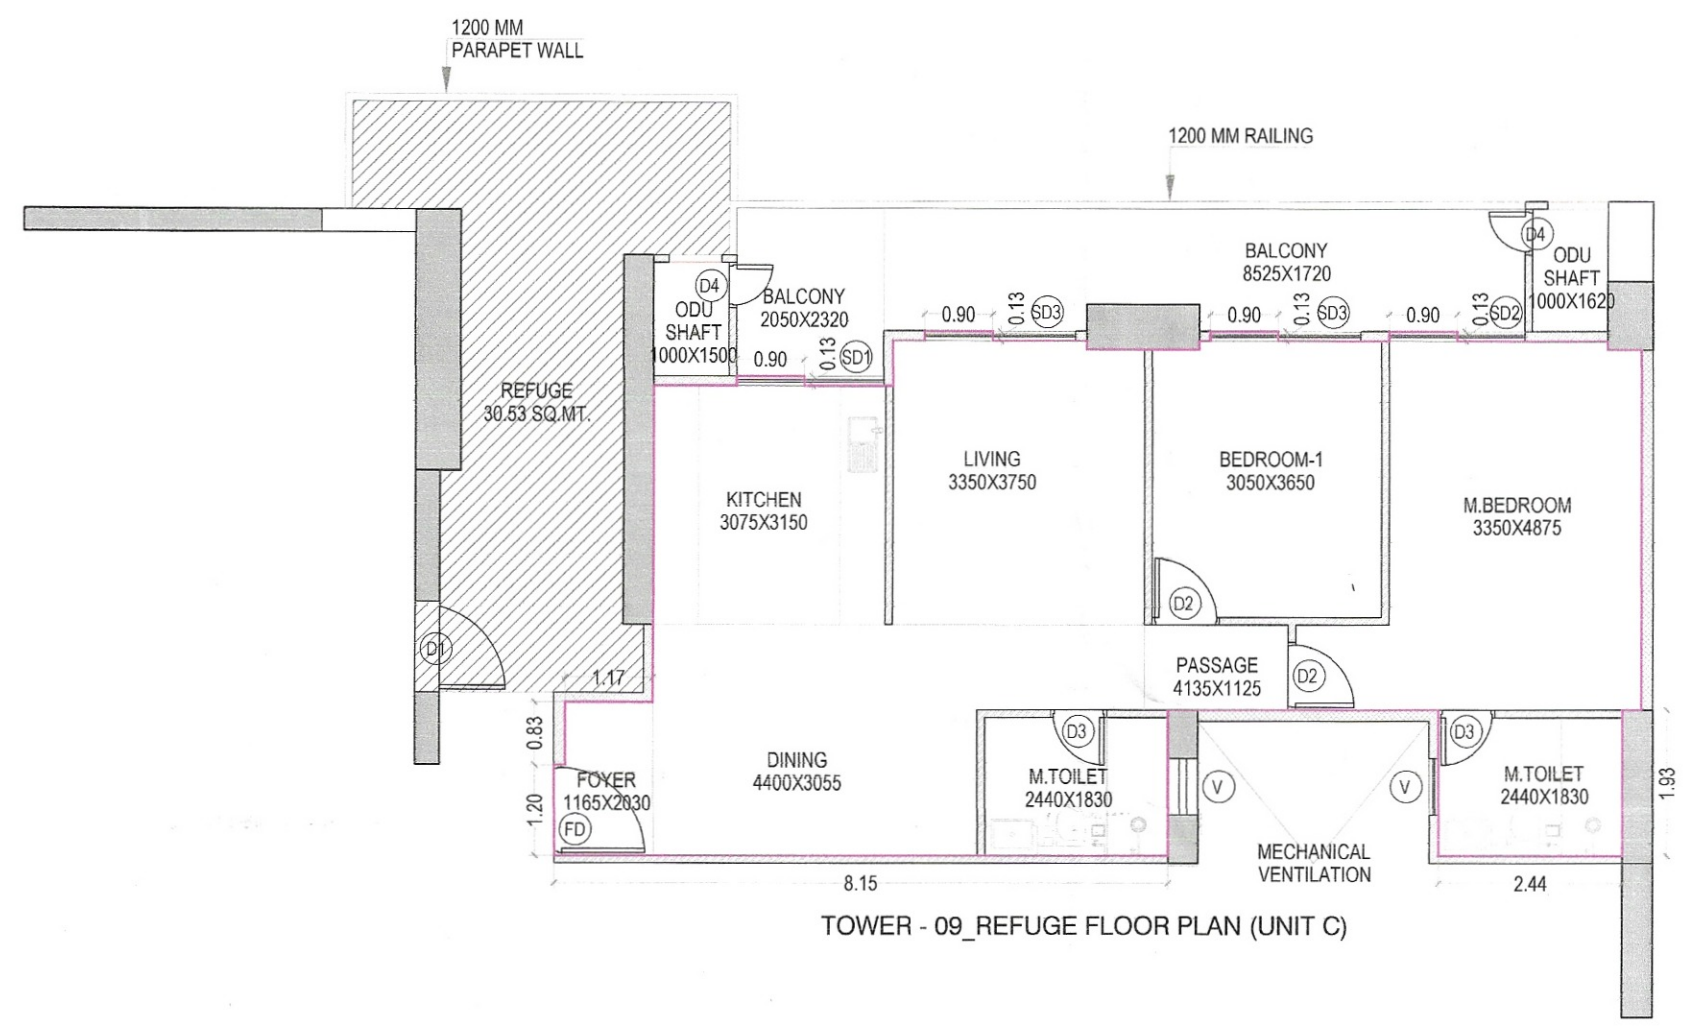 1200 MM
PARAPET WALL
1200 MM RAILING
BALCONY
8525X1720
D4
ODU
SHAFT
1000X1620
D4
ODU
SHAFT
1000X1500
BALCONY
2050X2320
0.90
0.13
SD1
0.90
0.13
SD3
0.90
0.13
SD3
0.90
0.13
SD2
REFUGE
30.53 SQ.MT.
KITCHEN
3075X3150
LIVING
3350X3750
BEDROOM-1
3050X3650
M.BEDROOM
3350X4875
D2
D1
1.17
PASSAGE
4135X1125
D2
0.83
DINING
4400X3055
D3
D3
FOYER
1165X2030
FD
1.20
M.TOILET
2440X1830
V
V
M.TOILET
2440X1830
1.93
MECHANICAL
VENTILATION
8.15
2.44
TOWER - 09_REFUGE FLOOR PLAN (UNIT C)